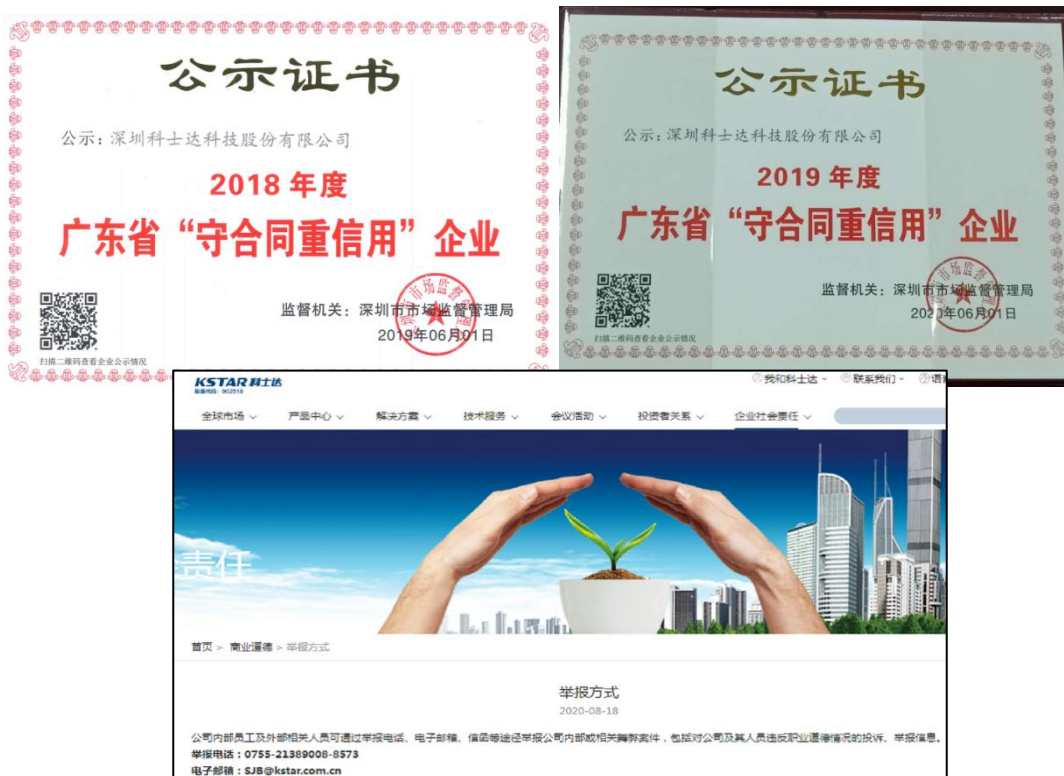 公示证书
公示：深圳科士达科技股份有限公司
2018 年度
广东省“守合同重信用”企业
监督机关：深圳市市场监督管理局
2019年06月01日
扫描二维码查看企业公示情况
公示证书
公示：深圳科士达科技股份有限公司
2019 年度
广东省“守合同重信用”企业
监督机关：深圳市市场监督管理局
2020年06月01日
扫描二维码查看企业公示情况
KSTAR 科士达
股票代码：002518
我和科士达 联系我们
全球市场 产品中心 解决方案 技术服务 会议活动 投资者关系 企业社会责任
责任
首页 > 商业道德 > 举报方式
举报方式
2020-08-18
公司内部员工及外部相关人员可通过举报电话、电子邮箱、信函等途径举报公司内部或相关舞弊案件，包括对公司及其人员违反职业道德情况的投诉、举报信息。
举报电话：0755-21389008-8573
电子邮箱：SJB@kstar.com.cn